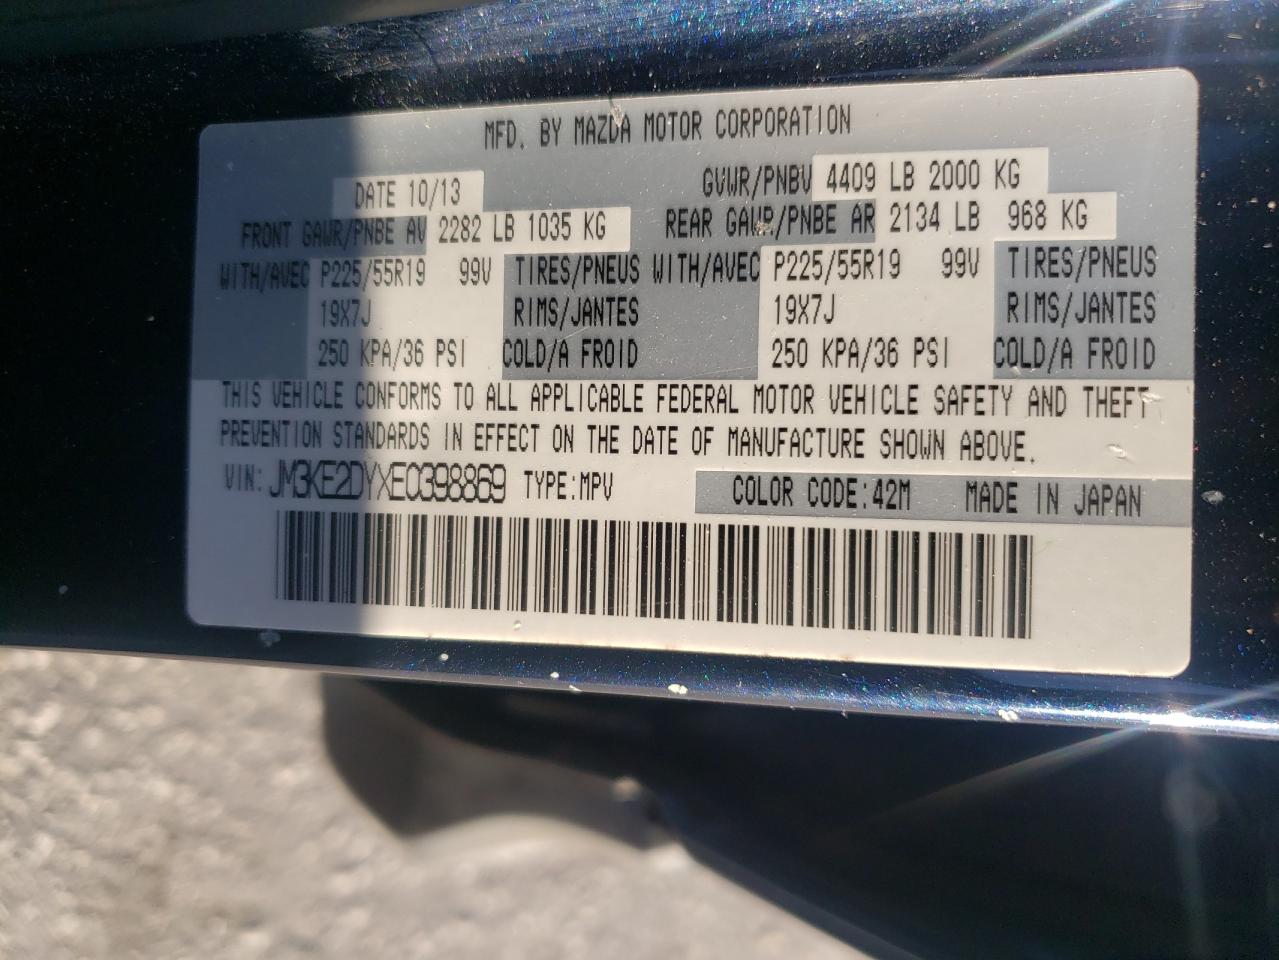 MFD. BY MAZDA MOTOR CORPORATION
DATE 10/13 GVWR/PNBV 4409 LB 2000 KG
FRONT GAWR/PNBE AV 2282 LB 1035 KG REAR GAWR/PNBE AR 2134 LB 968 KG
WITH/AVEC P225/55R19 99V TIRES/PNEUS WITH/AVEC P225/55R19 99V TIRES/PNEUS
19X7J RIMS/JANTES 19X7J RIMS/JANTES
250 KPA/36 PSI COLD/A FROID 250 KPA/36 PSI COLD/A FROID
THIS VEHICLE CONFORMS TO ALL APPLICABLE FEDERAL MOTOR VEHICLE SAFETY AND THEFT
PREVENTION STANDARDS IN EFFECT ON THE DATE OF MANUFACTURE SHOWN ABOVE.
VIN: JM3KE2DYXE0398869 TYPE:MPV COLOR CODE:42M MADE IN JAPAN